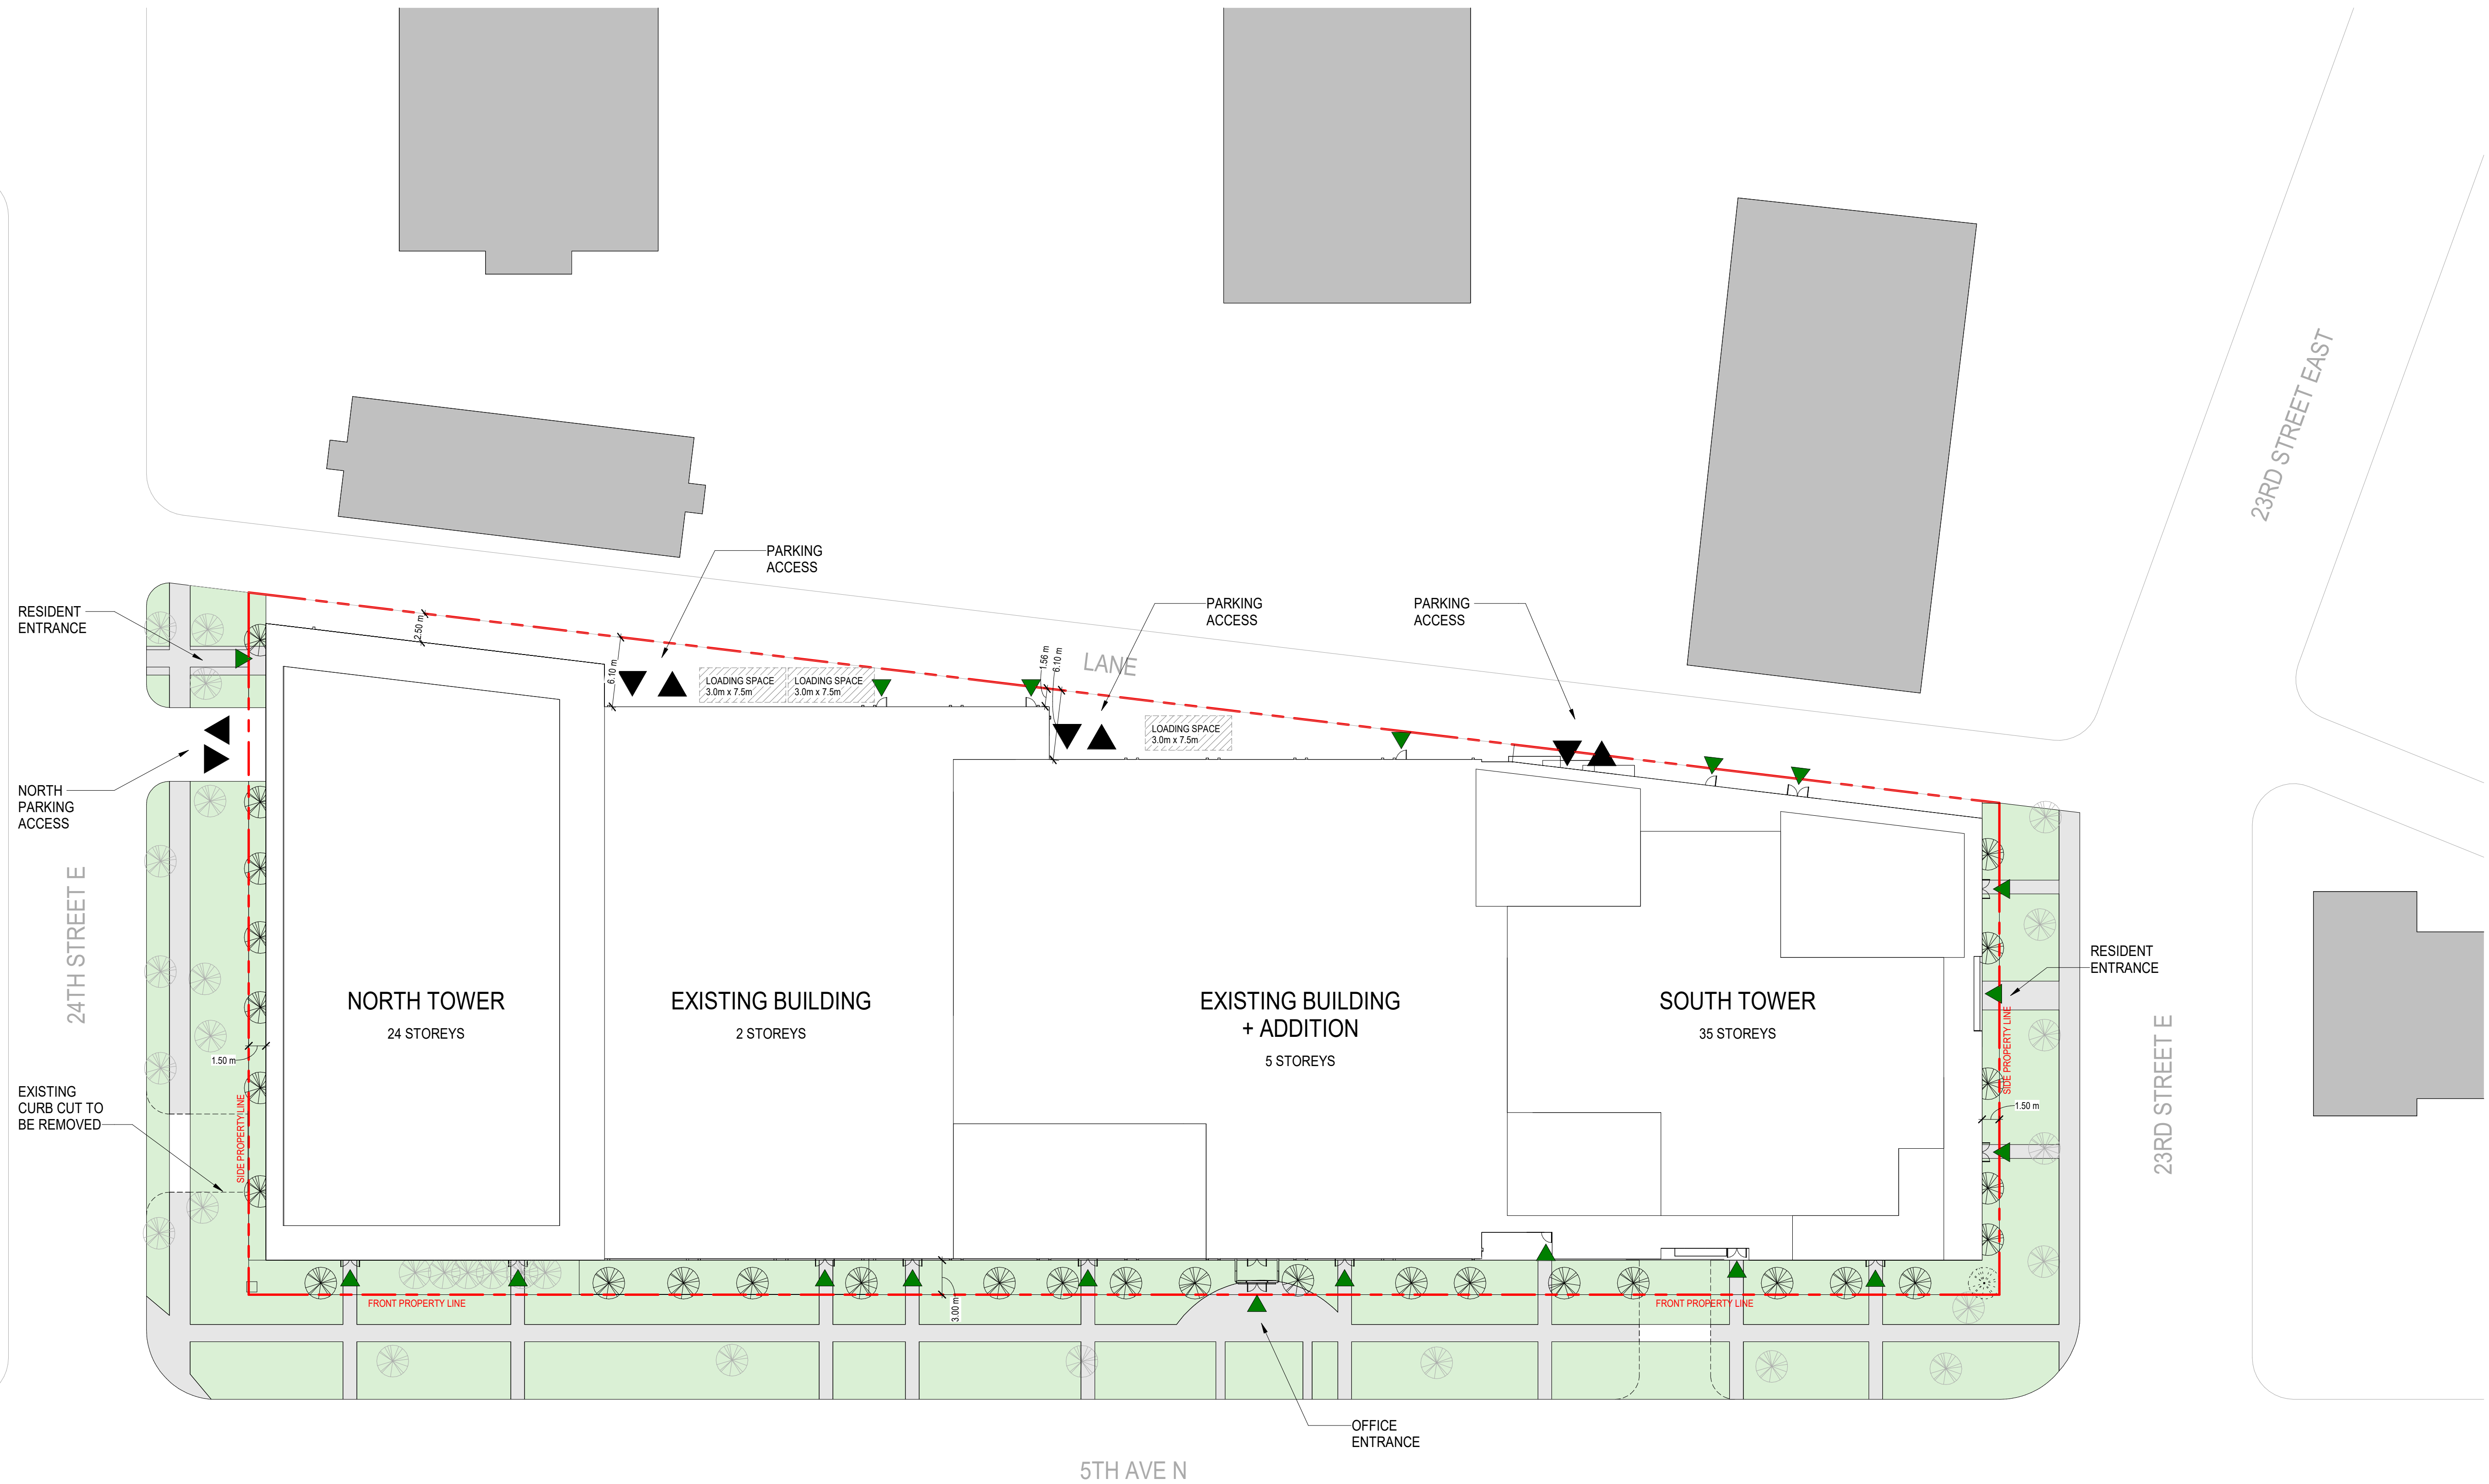 23RD STREET EAST
PARKING
ACCESS
PARKING
ACCESS
PARKING
ACCESS
RESIDENT
ENTRANCE
2.50 m
6.10 m
1.56 m
6.10 m
LANE
LOADING SPACE
3.0m x 7.5m
LOADING SPACE
3.0m x 7.5m
LOADING SPACE
3.0m x 7.5m
NORTH
PARKING
ACCESS
24TH STREET E
NORTH TOWER
24 STOREYS
EXISTING BUILDING
2 STOREYS
EXISTING BUILDING
+ ADDITION
5 STOREYS
SOUTH TOWER
35 STOREYS
RESIDENT
ENTRANCE
SIDE PROPERTY LINE
1.50 m
23RD STREET E
1.50 m
EXISTING
CURB CUT TO
BE REMOVED
SIDE PROPERTY LINE
FRONT PROPERTY LINE
3.00 m
FRONT PROPERTY LINE
OFFICE
ENTRANCE
5TH AVE N